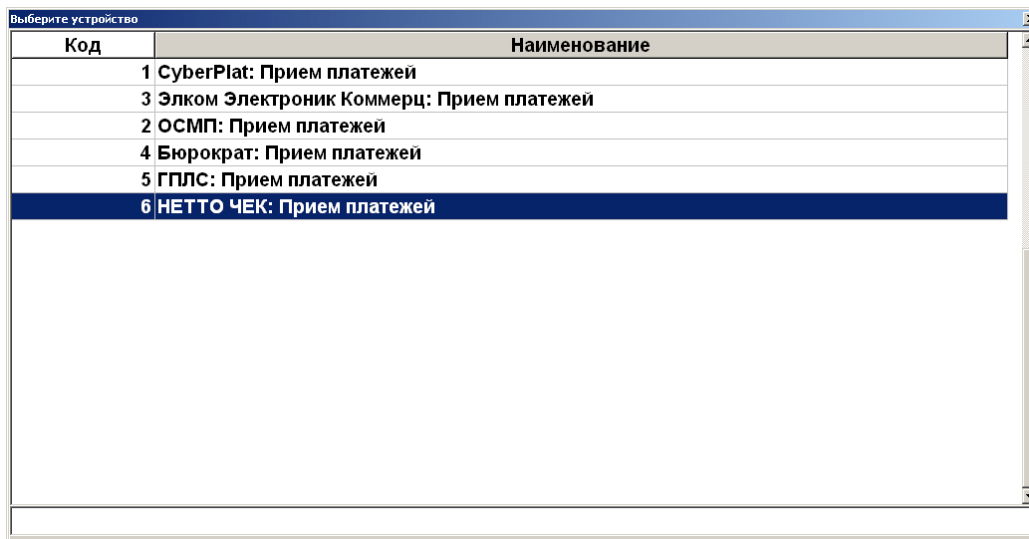 Выберите устройство
Код Наименование
1 CyberPlat: Прием платежей
3 Элком Электроник Коммерц: Прием платежей
2 ОСМП: Прием платежей
4 Бюрократ: Прием платежей
5 ГПЛС: Прием платежей
6 НЕТТО ЧЕК: Прием платежей